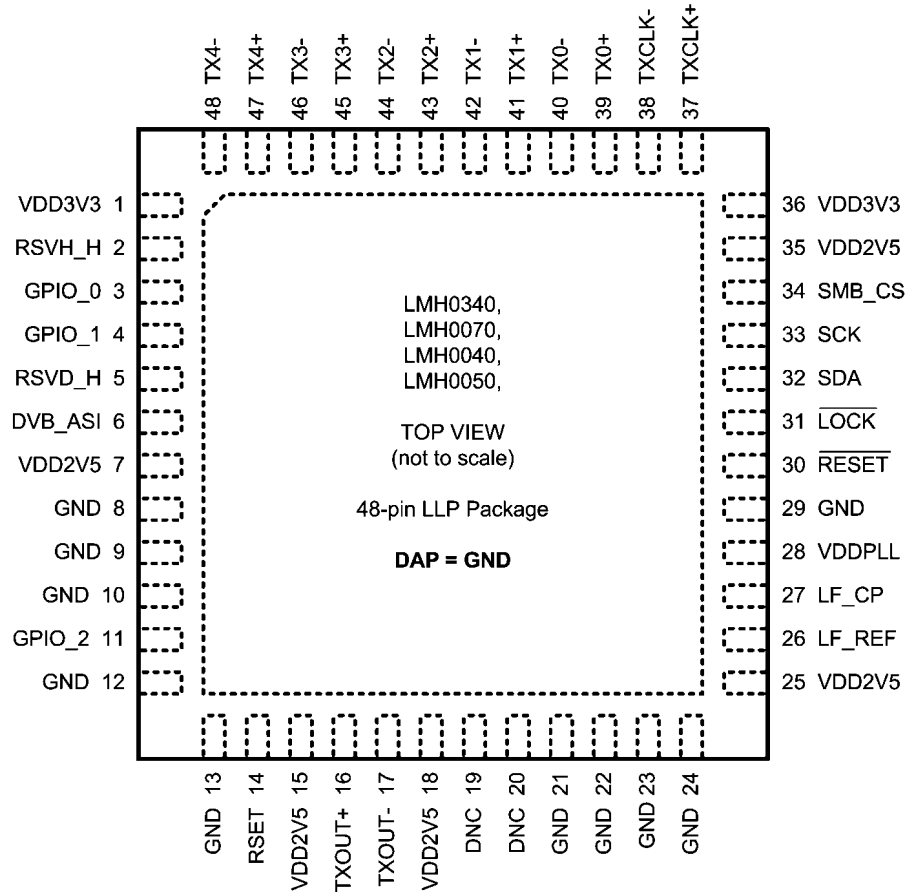 48 TX4-
47 TX4+
46 TX3-
45 TX3+
44 TX2-
43 TX2+
42 TX1-
41 TX1+
40 TX0-
39 TX0+
38 TXCLK-
37 TXCLK+
VDD3V3 1
RSVH_H 2
GPIO_0 3
GPIO_1 4
RSVD_H 5
DVB_ASI 6
VDD2V5 7
GND 8
GND 9
GND 10
GPIO_2 11
GND 12
LMH0340,
LMH0070,
LMH0040,
LMH0050,
TOP VIEW
(not to scale)
48-pin LLP Package
DAP = GND
36 VDD3V3
35 VDD2V5
34 SMB_CS
33 SCK
32 SDA
31 LOCK
30 RESET
29 GND
28 VDDPLL
27 LF_CP
26 LF_REF
25 VDD2V5
GND 13
RSET 14
VDD2V5 15
TXOUT+ 16
TXOUT- 17
VDD2V5 18
DNC 19
DNC 20
GND 21
GND 22
GND 23
GND 24